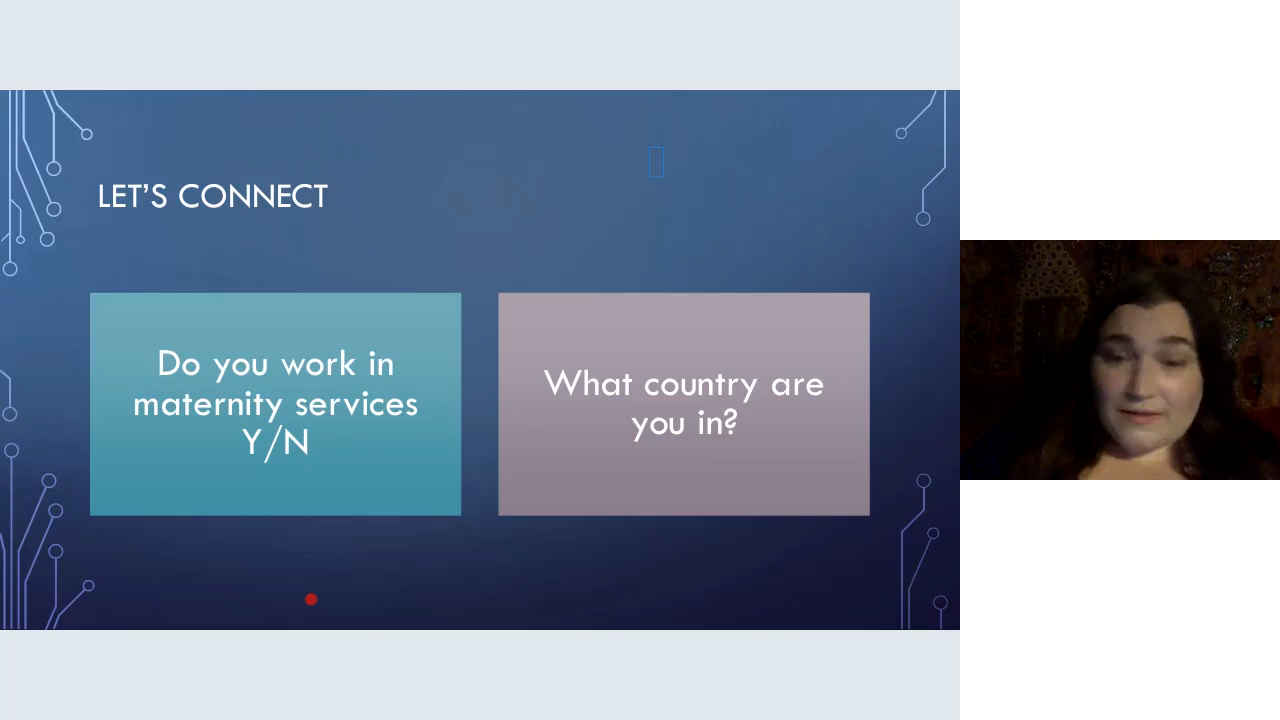 LET'S CONNECT
Do you work in
maternity services
Y/N
What country are
you in?